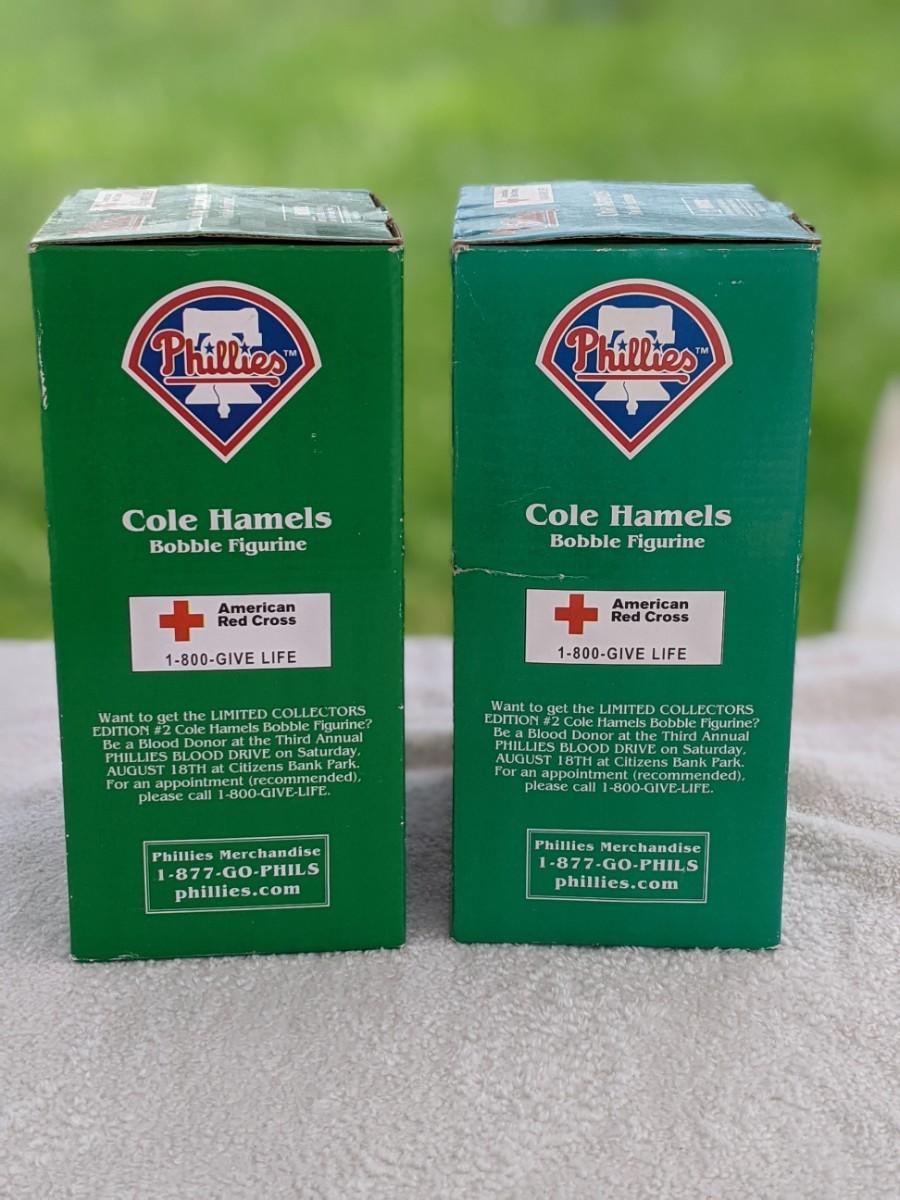 Phillies™
Cole Hamels
Bobble Figurine
American
Red Cross
1-800-GIVE LIFE
Want to get the LIMITED COLLECTORS
EDITION #2 Cole Hamels Bobble Figurine?
Be a Blood Donor at the Third Annual
PHILLIES BLOOD DRIVE on Saturday,
AUGUST 18TH at Citizens Bank Park.
For an appointment (recommended),
please call 1-800-GIVE-LIFE.
Phillies Merchandise
1-877-GO-PHILS
phillies.com
Phillies™
Cole Hamels
Bobble Figurine
American
Red Cross
1-800-GIVE LIFE
Want to get the LIMITED COLLECTORS
EDITION #2 Cole Hamels Bobble Figurine?
Be a Blood Donor at the Third Annual
PHILLIES BLOOD DRIVE on Saturday,
AUGUST 18TH at Citizens Bank Park.
For an appointment (recommended),
please call 1-800-GIVE-LIFE.
Phillies Merchandise
1-877-GO-PHILS
phillies.com